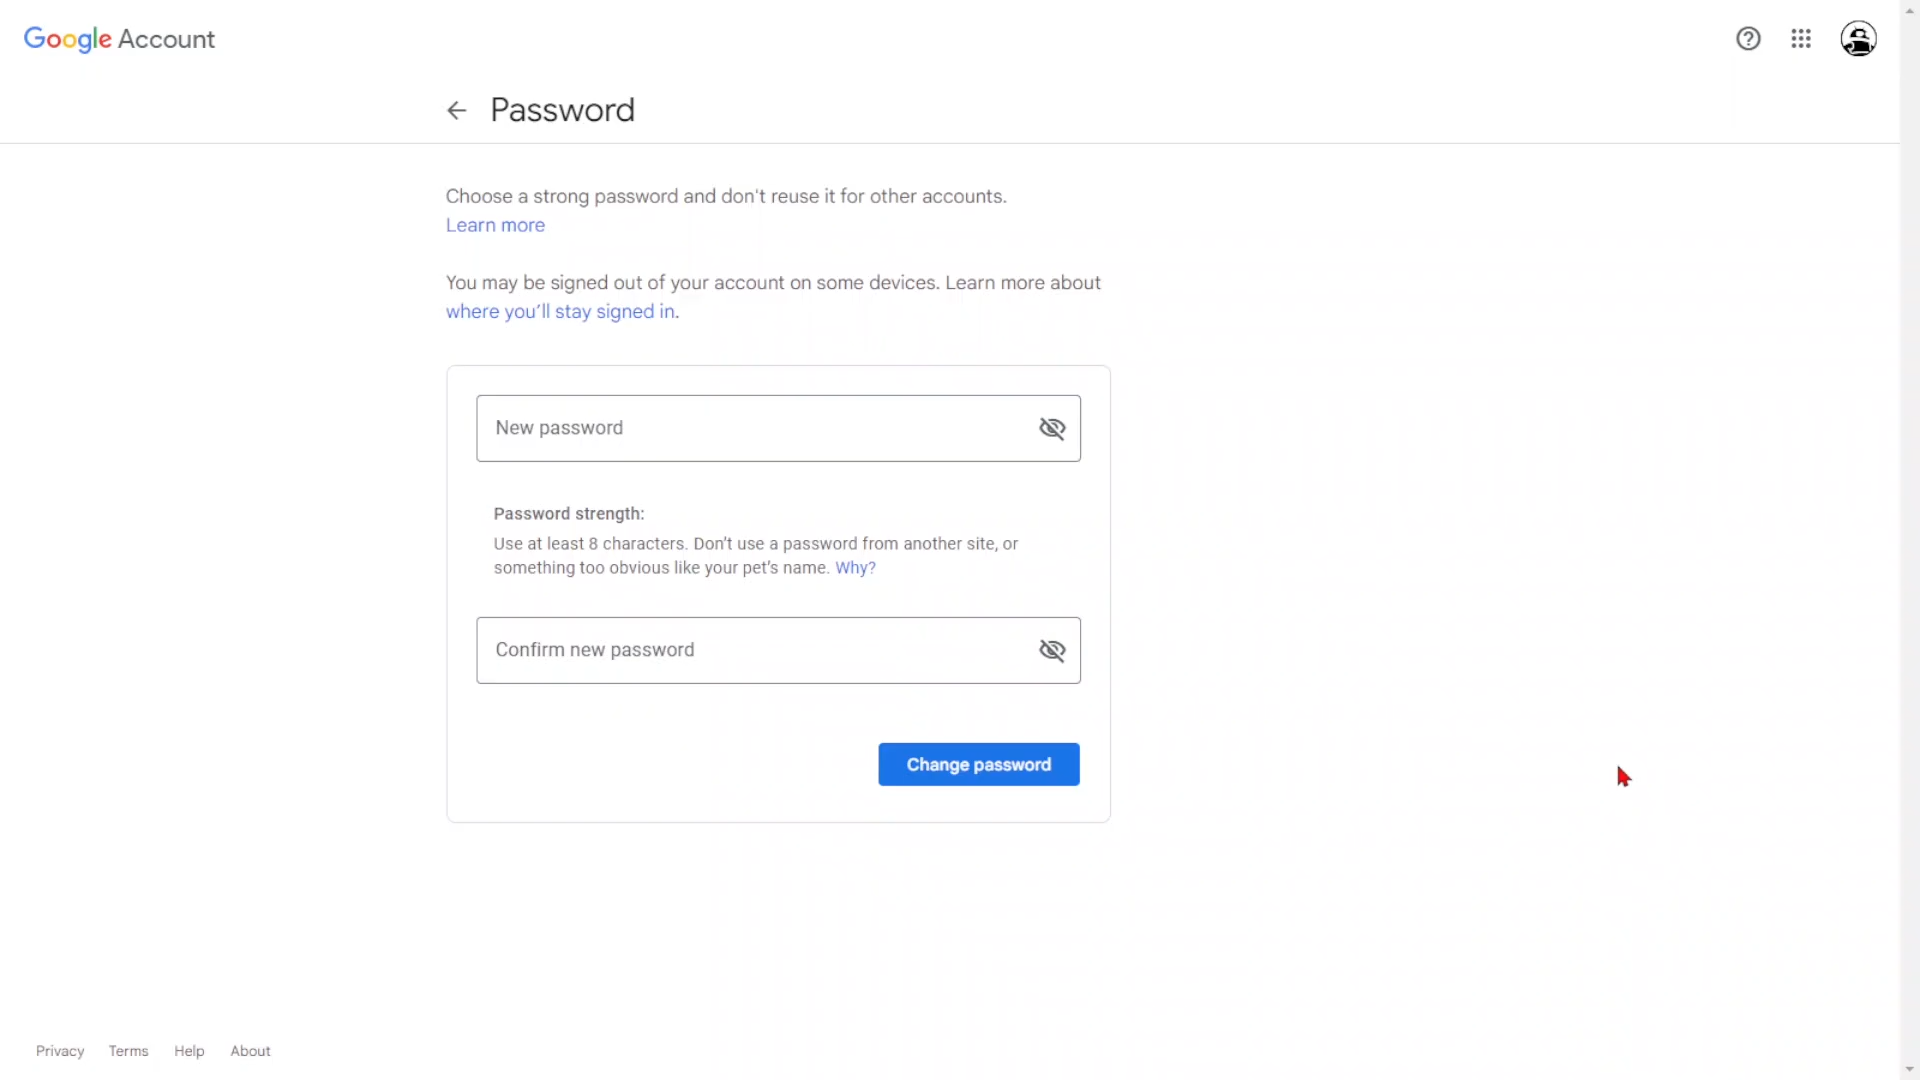 Google Account
Password
Choose a strong password and don't reuse it for other accounts.
Learn more
You may be signed out of your account on some devices. Learn more about
where you’ll stay signed in.
New password
Password strength:
Use at least 8 characters. Don’t use a password from another site, or
something too obvious like your pet’s name. Why?
Confirm new password
Change password
Privacy Terms Help About